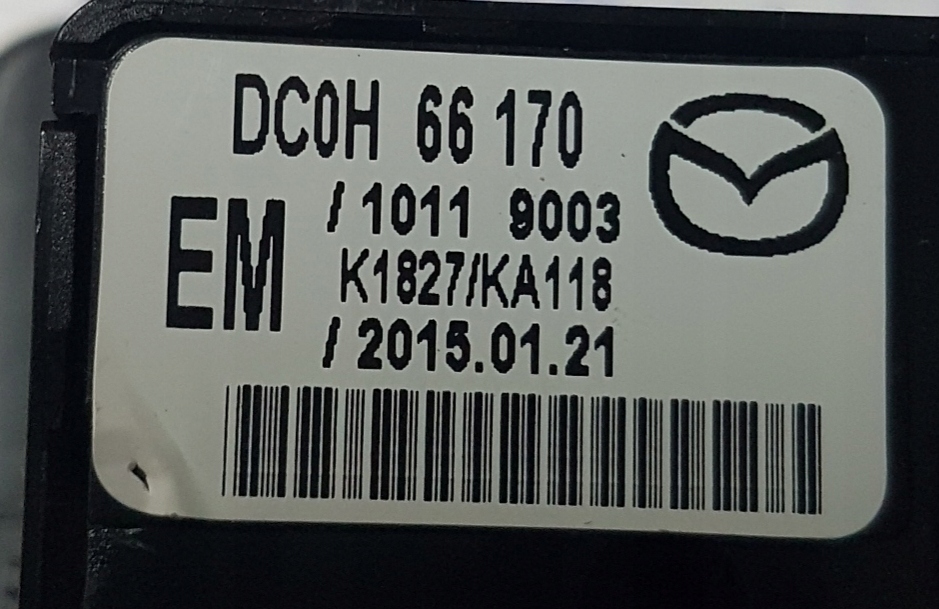 DC0H 66 170
/ 1011 9003
EM
K1827/KA118
/ 2015.01.21